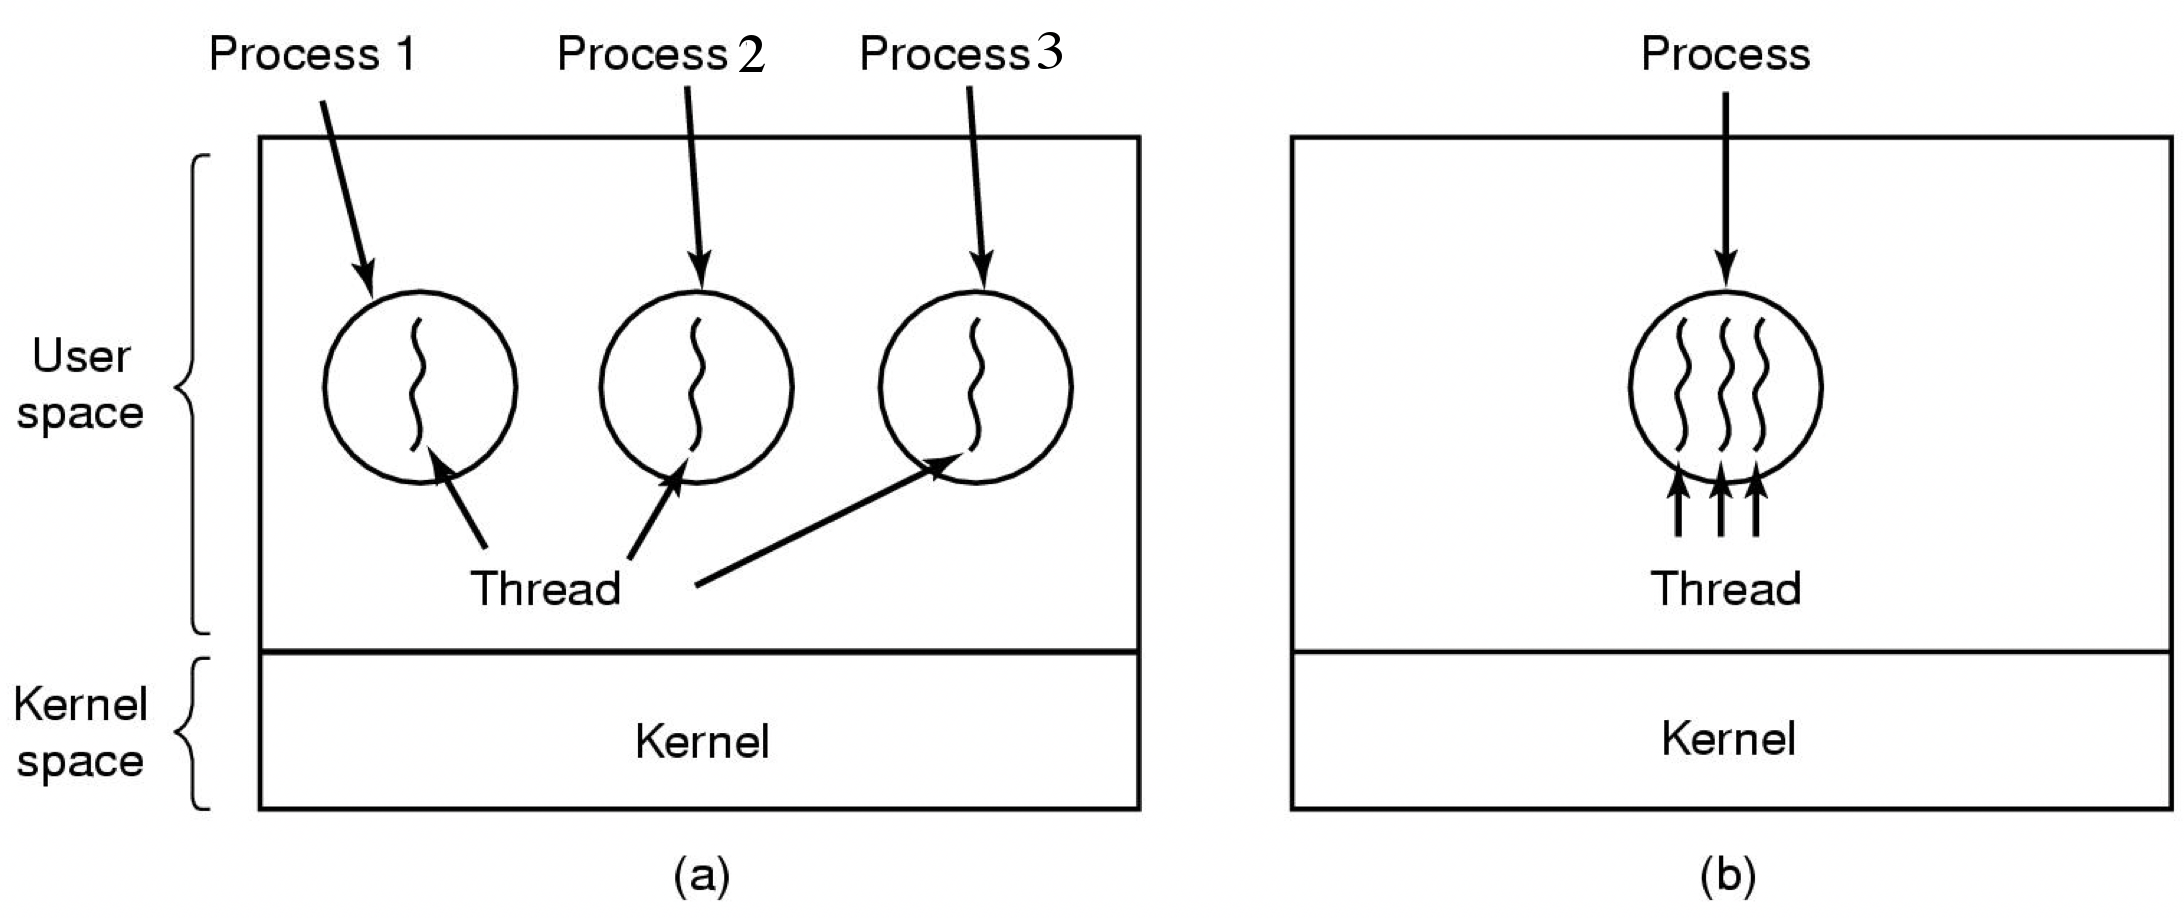 Process 1
Process 2
Process 3
Process
User
space
Thread
Thread
Kernel
space
Kernel
Kernel
(a)
(b)